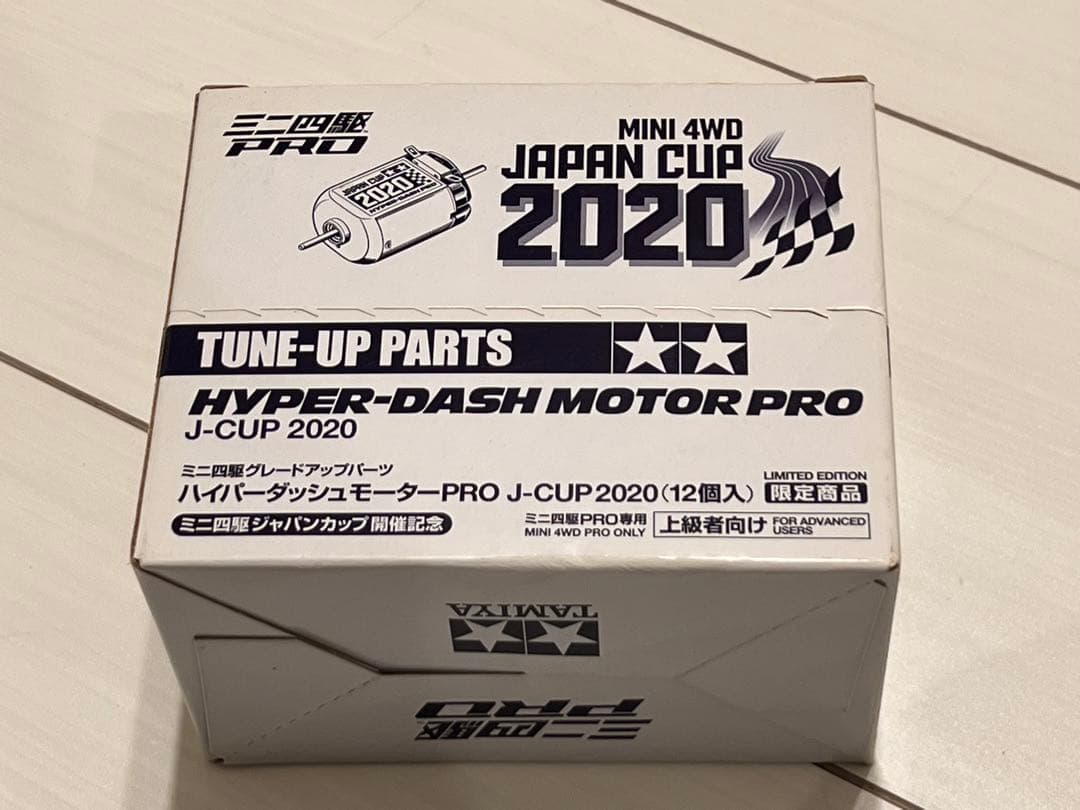 ミニ四駆
PRO
JAPAN CUP
2020
HYPER-DASH MOTOR PRO
MINI 4WD
JAPAN CUP
2020
TUNE-UP PARTS
HYPER-DASH MOTOR PRO
J-CUP 2020
ミニ四駆グレードアップパーツ
ハイパーダッシュモーターPRO J-CUP 2020(12個入)
LIMITED EDITION
限定商品
ミニ四駆ジャパンカップ開催記念
ミニ四駆PRO専用
MINI 4WD PRO ONLY
上級者向け
FOR ADVANCED
USERS
TAMIYA
ミニ四駆
PRO